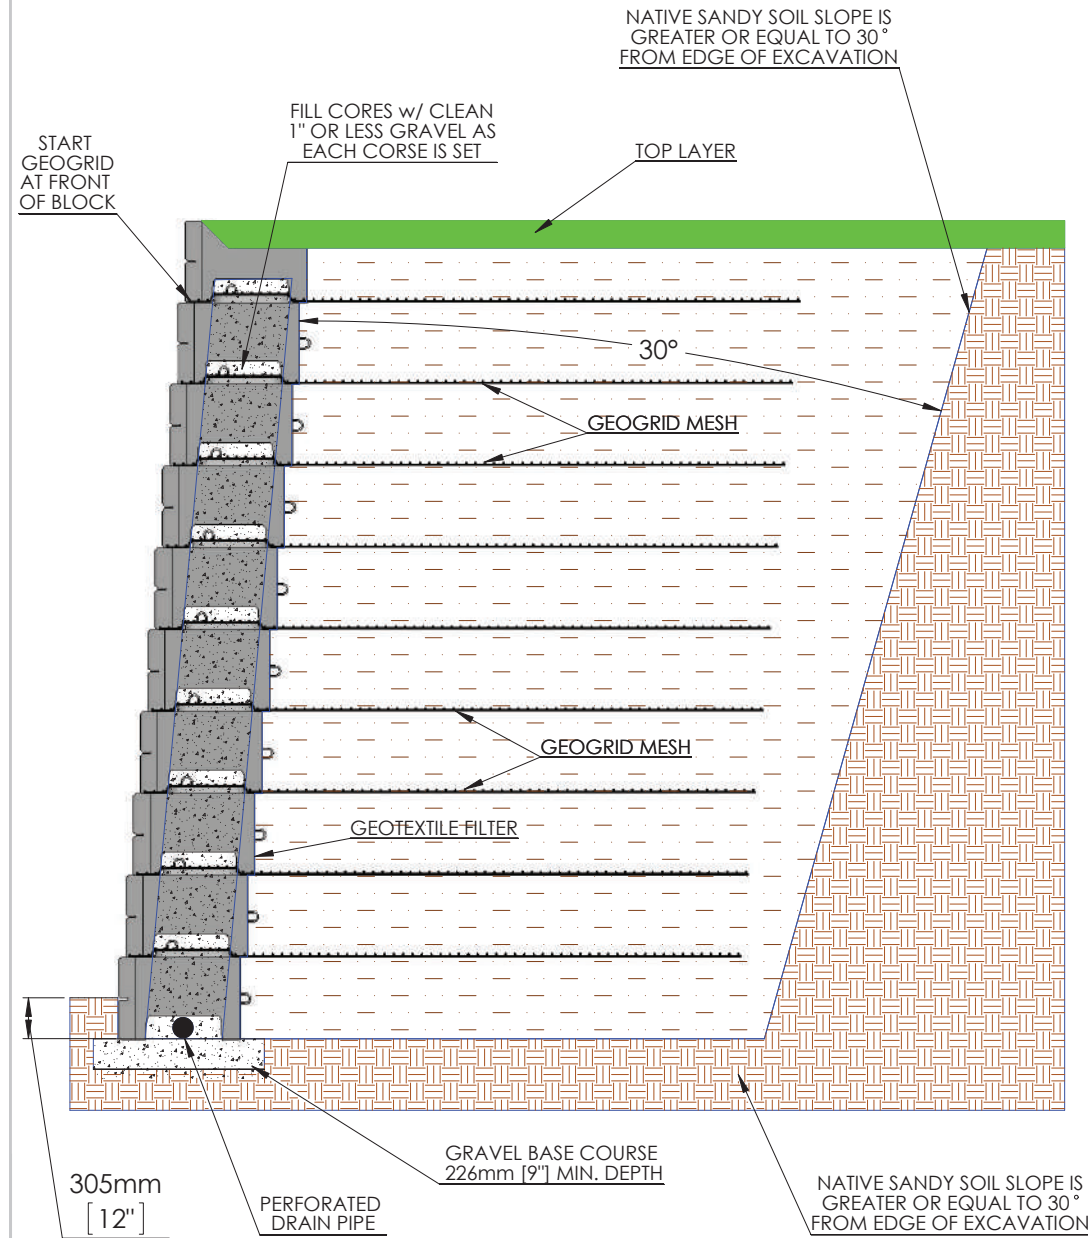 NATIVE SANDY SOIL SLOPE IS
GREATER OR EQUAL TO 30°
FROM EDGE OF EXCAVATION
FILL CORES w/ CLEAN
1" OR LESS GRAVEL AS
EACH CORSE IS SET
START
GEOGRID
AT FRONT
OF BLOCK
TOP LAYER
30°
GEOGRID MESH
GEOGRID MESH
GEOTEXTILE FILTER
GRAVEL BASE COURSE
226mm [9"] MIN. DEPTH
305mm
[12"]
PERFORATED
DRAIN PIPE
NATIVE SANDY SOIL SLOPE IS
GREATER OR EQUAL TO 30°
FROM EDGE OF EXCAVATION